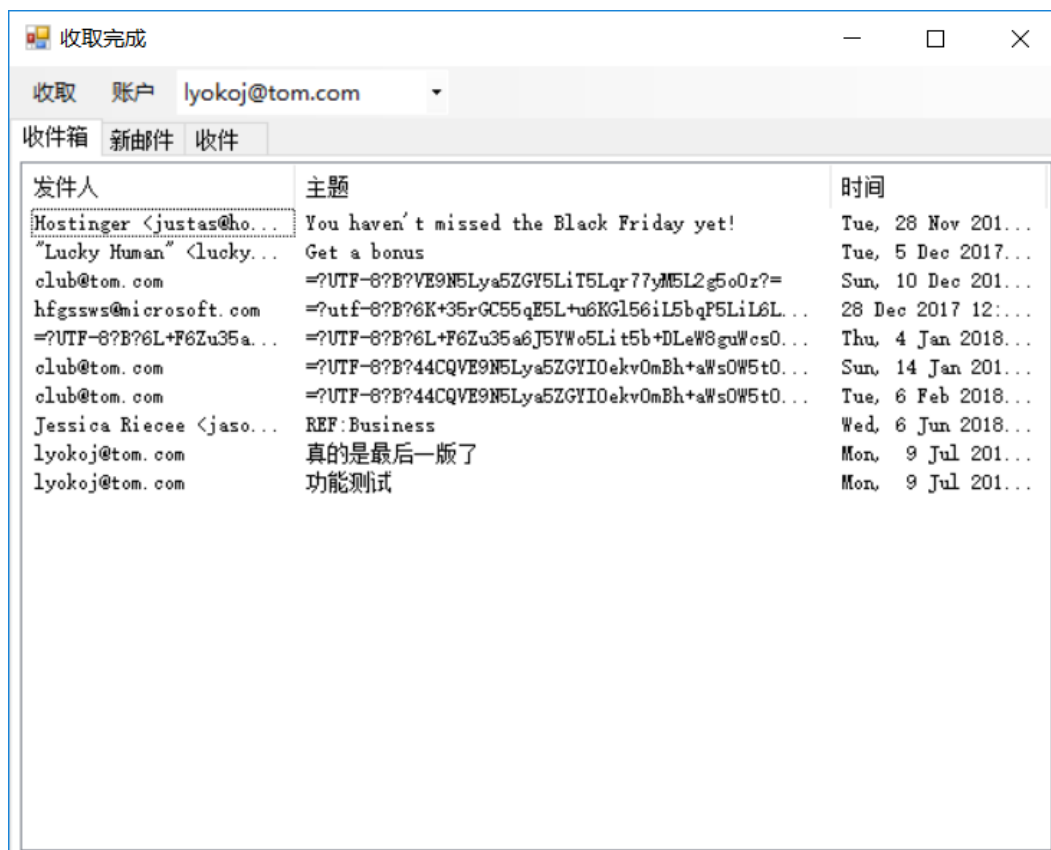 收取完成
收取 账户 lyokoj@tom.com
收件箱 新邮件 收件
发件人 主题 时间
Hostinger <justas@ho... You haven't missed the Black Friday yet! Tue, 28 Nov 201...
"Lucky Human" <lucky... Get a bonus Tue, 5 Dec 2017...
club@tom.com =?UTF-8?B?VE9N5Lya5ZGY5LiT5Lqr77yM5L2g5oOz?= Sun, 10 Dec 201...
hfgssws@microsoft.com =?utf-8?B?6K+35rGC55qE5L+u6KGl56iL5bqP5LiL6L... 28 Dec 2017 12:...
=?UTF-8?B?6L+F6Zu35a... =?UTF-8?B?6L+F6Zu35a6J5YWo5Lit5b+DLeW8guWcsO... Thu, 4 Jan 2018...
club@tom.com =?UTF-8?B?44CQVE9N5Lya5ZGYIOekvOmBh+aWsOW5tO... Sun, 14 Jan 201...
club@tom.com =?UTF-8?B?44CQVE9N5Lya5ZGYIOekvOmBh+aWsOW5tO... Tue, 6 Feb 2018...
Jessica Riecee <jaso... REF:Business Wed, 6 Jun 2018...
lyokoj@tom.com 真的是最后一版了 Mon, 9 Jul 201...
lyokoj@tom.com 功能测试 Mon, 9 Jul 201...